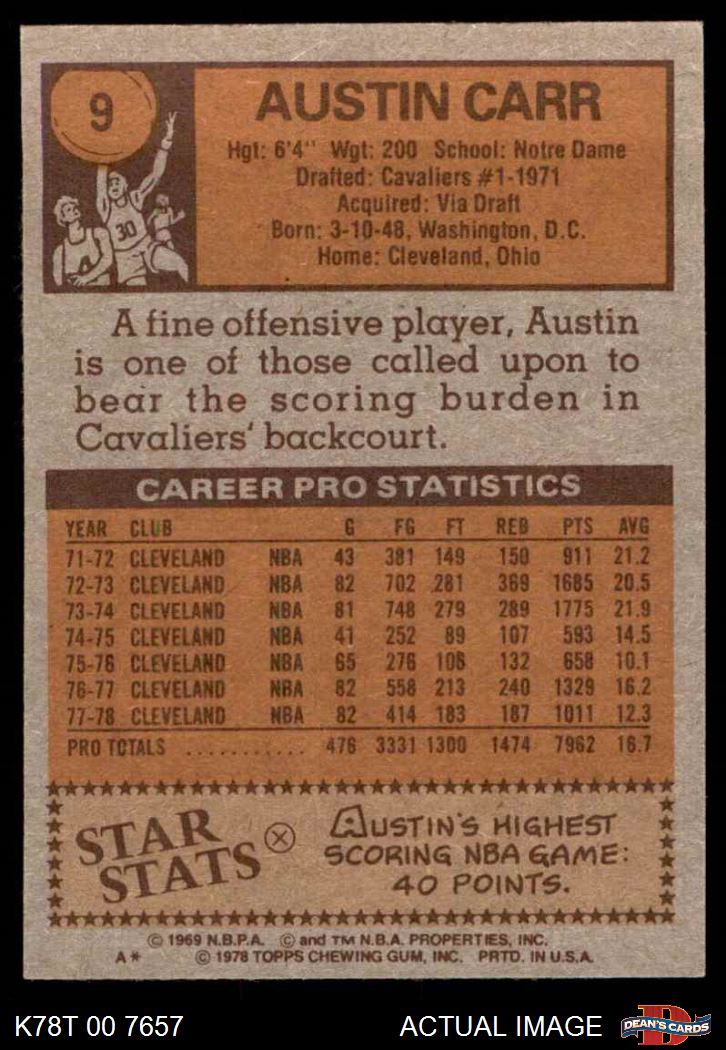 9
AUSTIN CARR
Hgt: 6'4" Wgt: 200 School: Notre Dame
Drafted: Cavaliers #1-1971
Acquired: Via Draft
Born: 3-10-48, Washington, D.C.
Home: Cleveland, Ohio
30
A fine offensive player, Austin
is one of those called upon to
bear the scoring burden in
Cavaliers' backcourt.
CAREER PRO STATISTICS
YEAR CLUB G FG FT REB PTS AVG
71-72 CLEVELAND NBA 43 381 149 150 911 21.2
72-73 CLEVELAND NBA 82 702 281 369 1685 20.5
73-74 CLEVELAND NBA 81 748 279 289 1775 21.9
74-75 CLEVELAND NBA 41 252 89 107 593 14.5
75-76 CLEVELAND NBA 65 276 106 132 658 10.1
76-77 CLEVELAND NBA 82 558 213 240 1329 16.2
77-78 CLEVELAND NBA 82 414 183 187 1011 12.3
PRO TOTALS ........... 476 3331 1300 1474 7962 16.7
STAR STATS
AUSTIN'S HIGHEST
SCORING NBA GAME:
40 POINTS.
© 1969 N.B.P.A. © and TM N.B.A. PROPERTIES, INC.
A* © 1978 TOPPS CHEWING GUM, INC. PRTD. IN U.S.A.
K78T 00 7657 ACTUAL IMAGE
D
DEAN'S CARDS